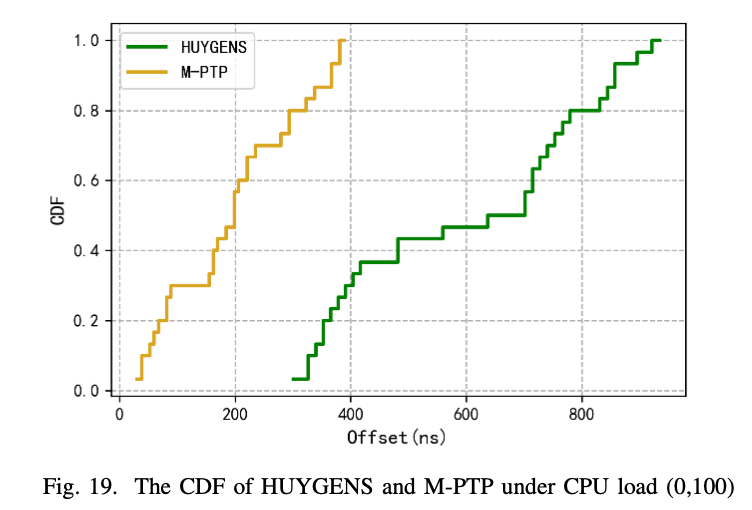 HUYGENS
M-PTP
1.0
0.8
0.6
0.4
0.2
0.0
CDF
0 200 400 600 800
Offset(ns)
Fig. 19. The CDF of HUYGENS and M-PTP under CPU load (0,100)